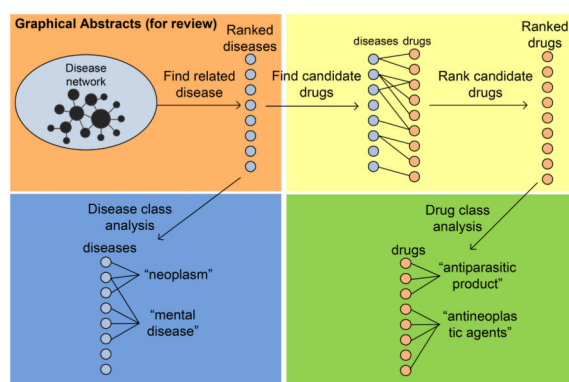 Graphical Abstracts (for review)
Ranked
diseases
Disease
network
Find related
disease
Find candidate
drugs
diseases
drugs
Rank candidate
drugs
Ranked
drugs
Disease class
analysis
diseases
“neoplasm”
“mental
disease”
Drug class
analysis
drugs
“antiparasitic
product”
“antineoplas
tic agents”